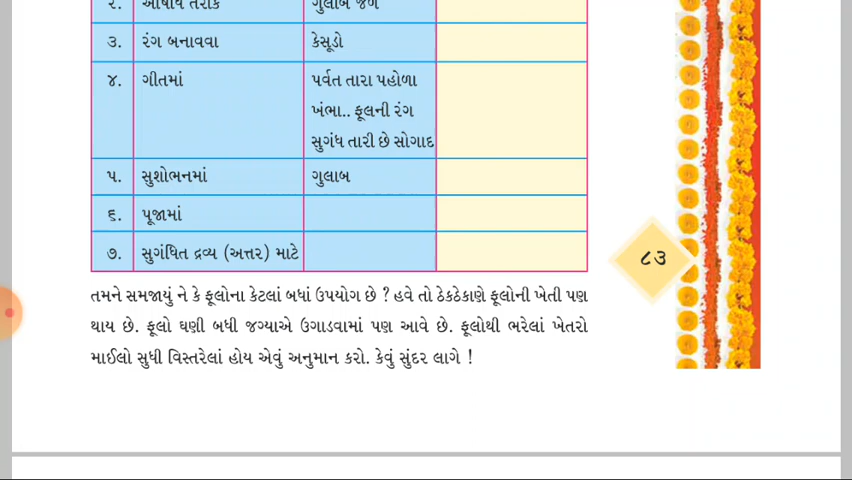 ૩. રંગ બનાવવા કેસૂડો
૪. ગીતમાં પર્વત તારા પહોળા
ખંભા.. ફૂલની રંગ
સુગંધ તારી છે સોગાદ
૫. સુશોભનમાં ગુલાબ
૬. પૂજામાં
૭. સુગંધિત દ્રવ્ય (અત્તર) માટે
૮૩
તમને સમજાયું ને કે ફૂલોના કેટલાં બધાં ઉપયોગ છે ? હવે તો ઠેકઠેકાણે ફૂલોની ખેતી પણ
થાય છે. ફૂલો ઘણી બધી જગ્યાએ ઉગાડવામાં પણ આવે છે. ફૂલોથી ભરેલાં ખેતરો
માઈલો સુધી વિસ્તરેલાં હોય એવું અનુમાન કરો. કેવું સુંદર લાગે !